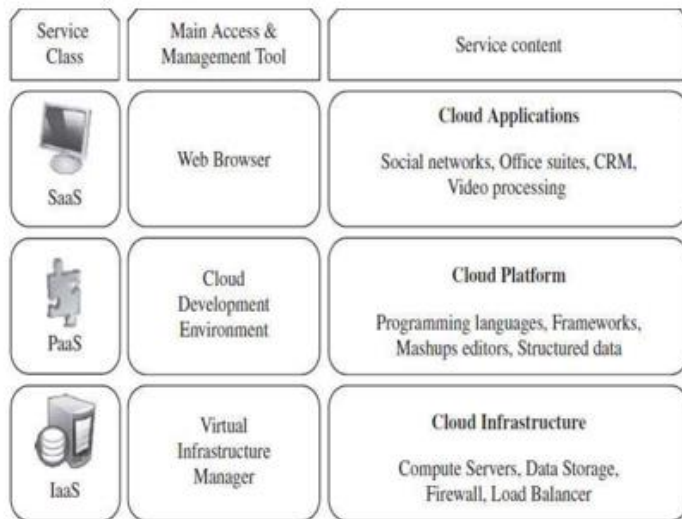 Service
Class
Main Access &
Management Tool
Service content
SaaS
Web Browser
Cloud Applications
Social networks, Office suites, CRM,
Video processing
PaaS
Cloud
Development
Environment
Cloud Platform
Programming languages, Frameworks,
Mashups editors, Structured data
IaaS
Virtual
Infrastructure
Manager
Cloud Infrastructure
Compute Servers, Data Storage,
Firewall, Load Balancer